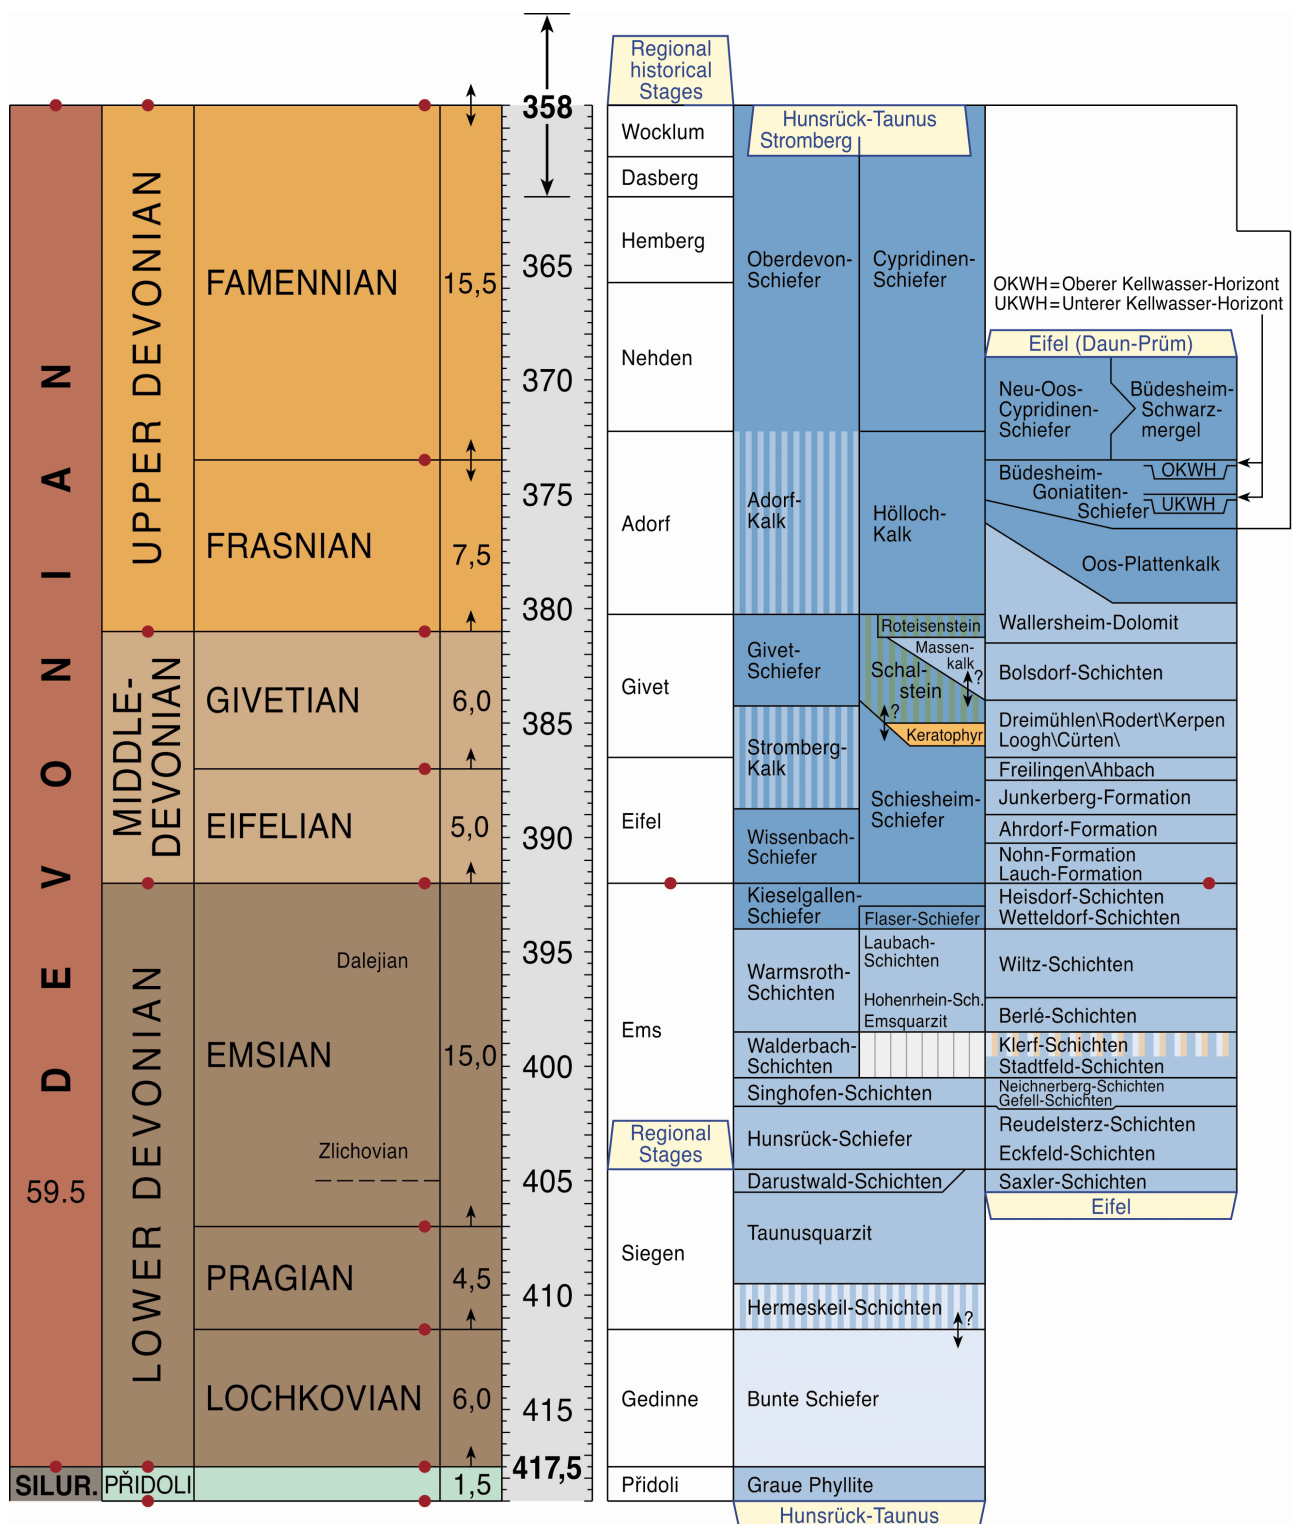 DEVONIAN
59.5
SILUR.
UPPER DEVONIAN
MIDDLE-
DEVONIAN
LOWER DEVONIAN
PŘIDOLI
FAMENNIAN
15,5
FRASNIAN
7,5
GIVETIAN
6,0
EIFELIAN
5,0
Dalejian
EMSIAN
15,0
Zlichovian
PRAGIAN
4,5
LOCHKOVIAN
6,0
1,5
358
365
370
375
380
385
390
395
400
405
410
415
417,5
Regional
historical
Stages
Wocklum
Dasberg
Hemberg
Nehden
Adorf
Givet
Eifel
Ems
Regional
Stages
Siegen
Gedinne
Přidoli
Hunsrück-Taunus
Stromberg
Oberdevon-
Schiefer
Adorf-
Kalk
Givet-
Schiefer
Stromberg-
Kalk
Wissenbach-
Schiefer
Kieselgallen-
Schiefer
Warmsroth-
Schichten
Walderbach-
Schichten
Singhofen-Schichten
Hunsrück-Schiefer
Darustwald-Schichten
Taunusquarzit
Hermeskeil-Schichten
?
Bunte Schiefer
Graue Phyllite
Hunsrück-Taunus
Cypridinen-
Schiefer
Hölloch-
Kalk
Roteisenstein
Massen-
kalk
?
Schal-
stein
?
Keratophyr
Schiesheim-
Schiefer
Flaser-Schiefer
Laubach-
Schichten
Hohenrhein-Sch.
Emsquarzit
OKWH=Oberer Kellwasser-Horizont
UKWH=Unterer Kellwasser-Horizont
Eifel (Daun-Prüm)
Neu-Oos-
Cypridinen-
Schiefer
Büdesheim-
Schwarz-
mergel
Büdesheim-
Goniatiten-
Schiefer
OKWH
UKWH
Oos-Plattenkalk
Wallersheim-Dolomit
Bolsdorf-Schichten
Dreimühlen\Rodert\Kerpen
Loogh\Cürten\
Freilingen\Ahbach
Junkerberg-Formation
Ahrdorf-Formation
Nohn-Formation
Lauch-Formation
Heisdorf-Schichten
Wetteldorf-Schichten
Wiltz-Schichten
Berlé-Schichten
Klerf-Schichten
Stadtfeld-Schichten
Neichnerberg-Schichten
Gefell-Schichten
Reudelsterz-Schichten
Eckfeld-Schichten
Saxler-Schichten
Eifel